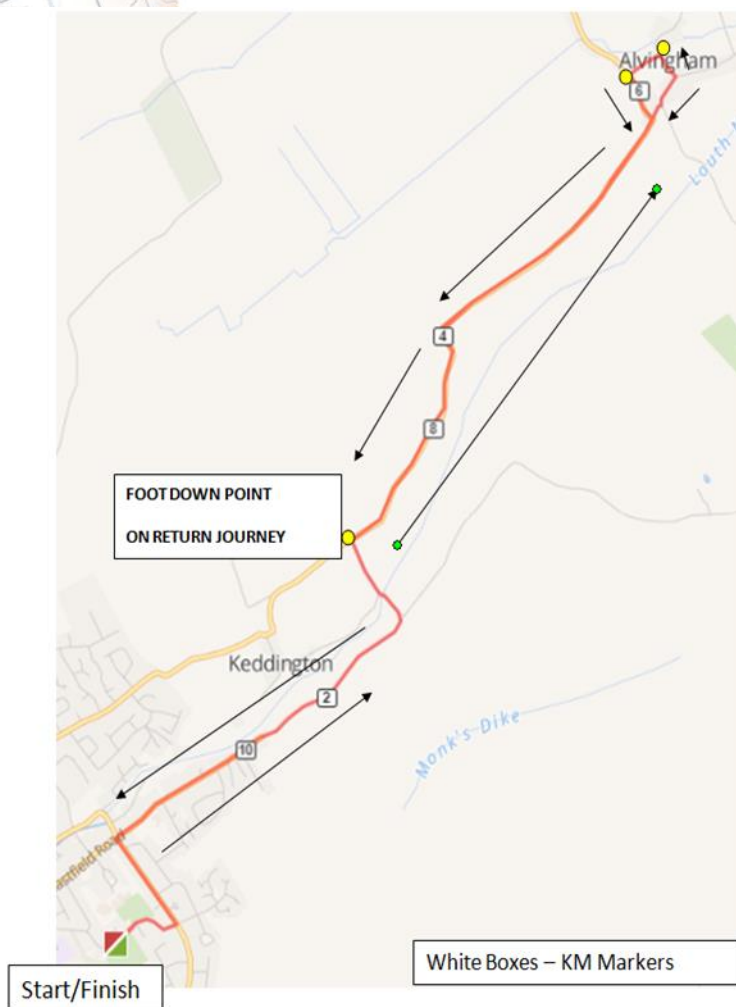 Alvingham
6
Louth
4
8
FOOT DOWN POINT
ON RETURN JOURNEY
Keddington
2
10
Monk's Dike
Road
Start/Finish
White Boxes – KM Markers